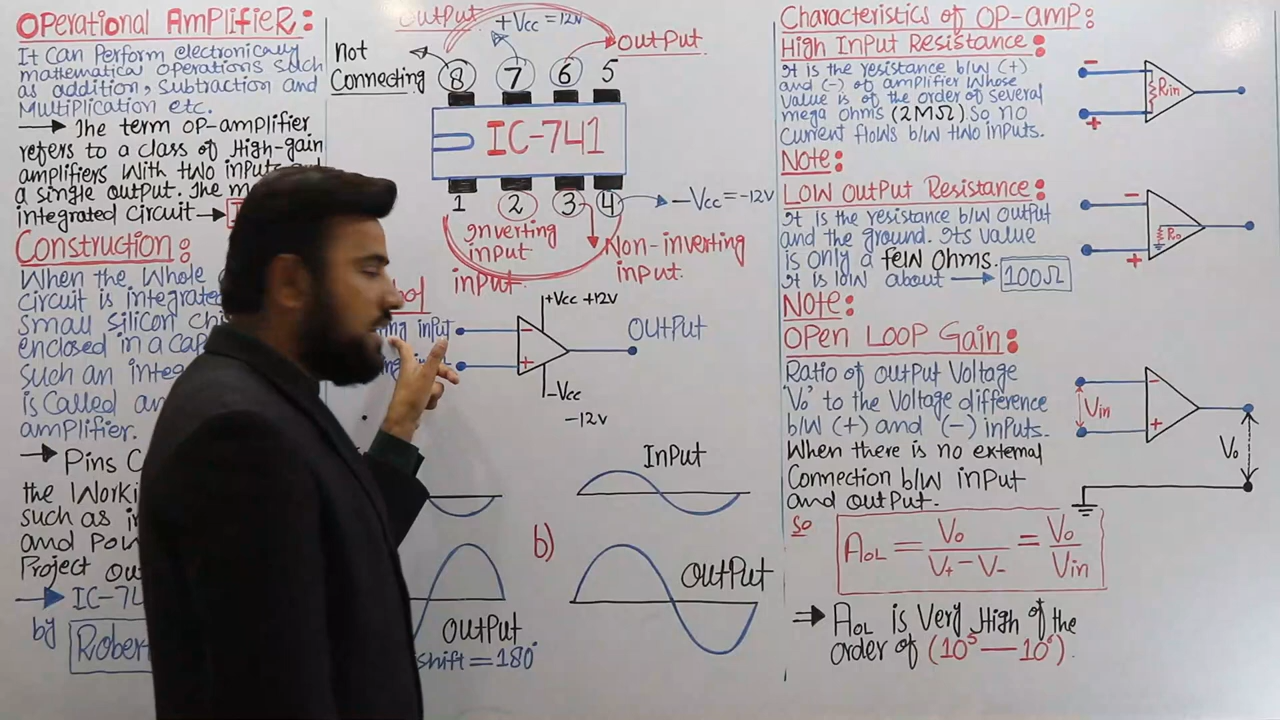 Operational Amplifier:
It Can Perform electronically
mathematical operations Such
as addition, Subtraction and
Multiplication etc.
The term OP-amplifier
refers to a class of High-gain
amplifiers with two inputs
a single output. The
integrated circuit
Construction:
When the Whole
Circuit is integrated
Small Silicon
enclosed in a
Such an
is Called an
amplifier.
Pins
the
Such as
and
Project
IC-74
by
Robert
Output
+Vcc = 12V
Output
Not
Connecting
8 7 6 5
IC-741
1 2 3 4
-Vcc = -12V
Inverting
input
Non-inverting
input.
input
+Vcc +12V
input
-
+
Output
-Vcc
-12V
Input
b)
Output
Output
shift = 180°
Characteristics of OP-amp:
High Input Resistance:
It is the resistance b/w (+)
and (-) of amplifier Whose
Value is of the order of several
mega ohms (2MΩ). So no
Current flows b/w two inputs.
-
Rin
+
Note:
Low Output Resistance:
It is the resistance b/w output
and the ground. Its value
is only a few Ohms.
It is low about 100Ω
-
Ro
+
Note:
Open Loop Gain:
Ratio of output Voltage
'Vo' to the Voltage difference
b/w (+) and (-) inputs.
When there is no external
Connection b/w input
and output.
-
Vin
+
Vo
So
AOL = Vo / V+ - V- = Vo / Vin
⇒ AOL is Very High of the
order of (10⁵ — 10⁶).